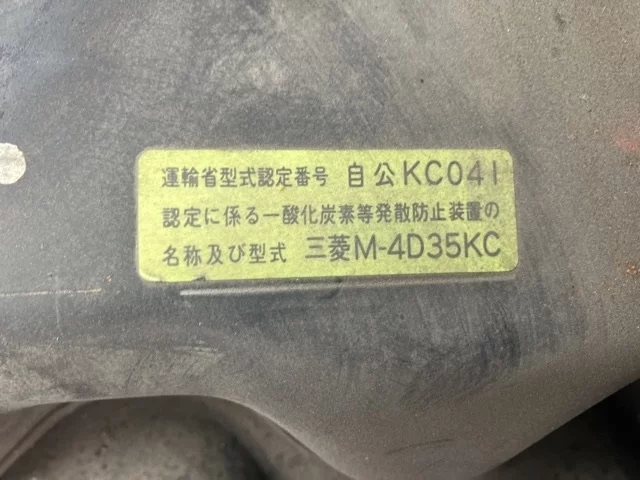 運輸省型式認定番号 自公KC041
認定に係る一酸化炭素等発散防止装置の
名称及び型式 三菱M-4D35KC